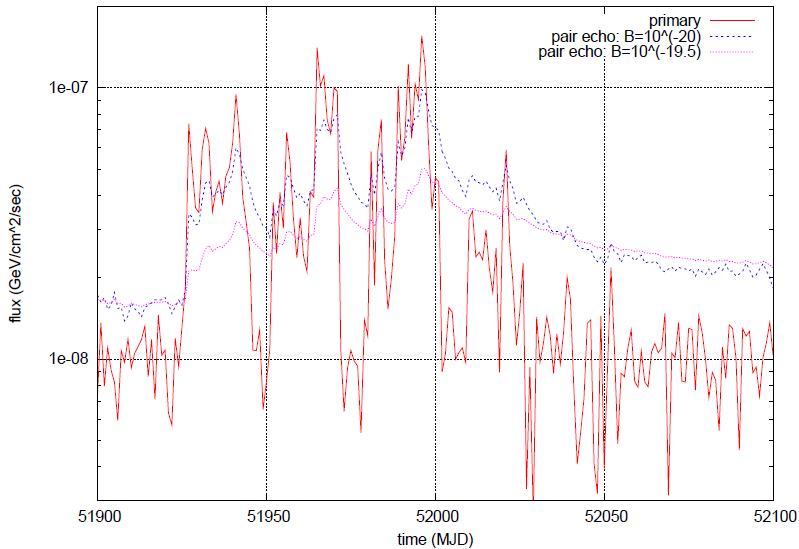 primary
pair echo: B=10^(-20)
pair echo: B=10^(-19.5)
1e-07
1e-08
flux (GeV/cm^2/sec)
51900
51950
52000
52050
52100
time (MJD)